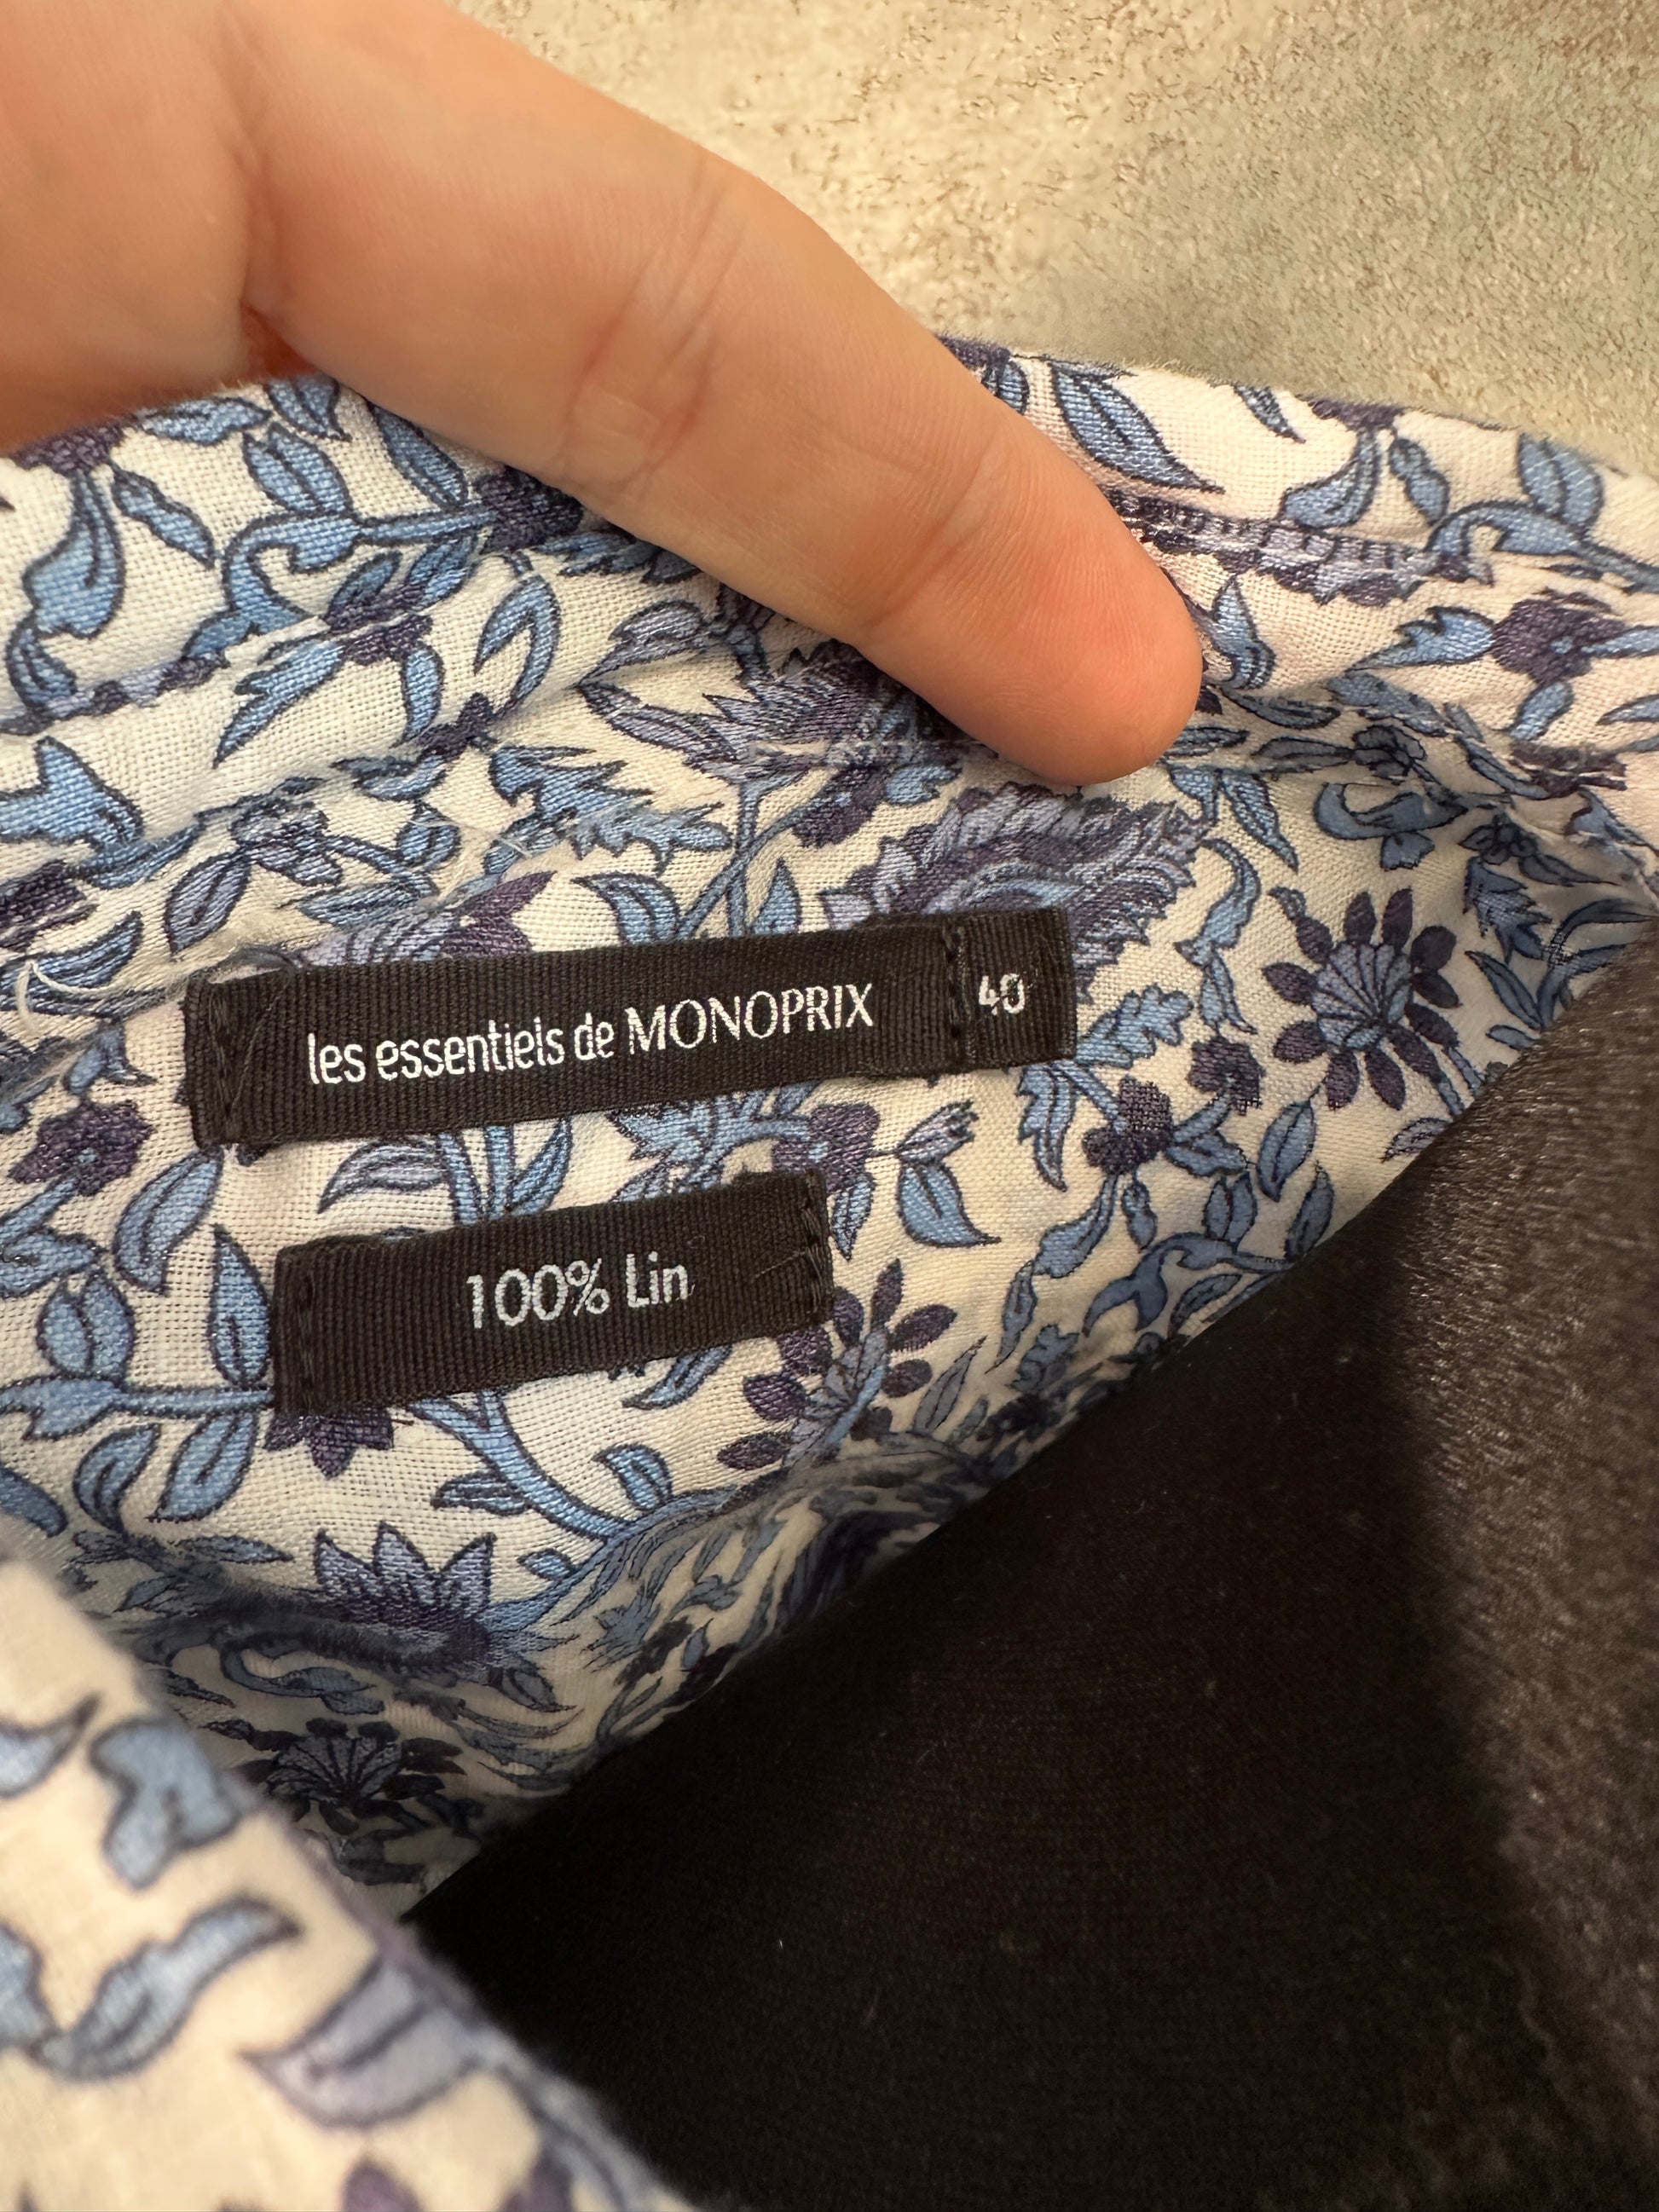 les essentiels de MONOPRIX 40
100% Lin